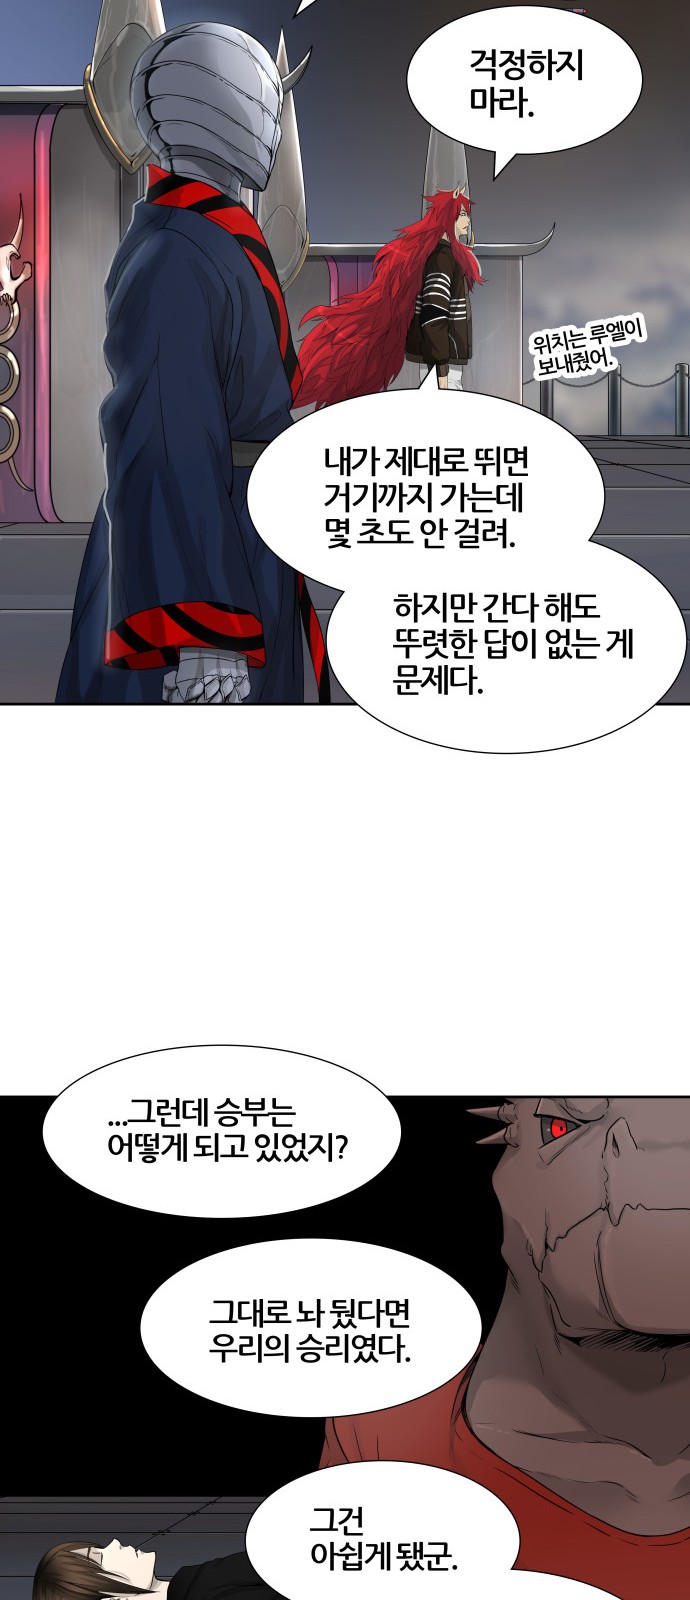 걱정하지
마라.
위치는 루엘이
보내줬어.
내가 제대로 뛰면
거기까지 가는데
몇 초도 안 걸려.
하지만 간다 해도
뚜렷한 답이 없는 게
문제다.
...그런데 승부는
어떻게 되고 있었지?
그대로 놔 뒀다면
우리의 승리였다.
그건
아쉽게 됐군.